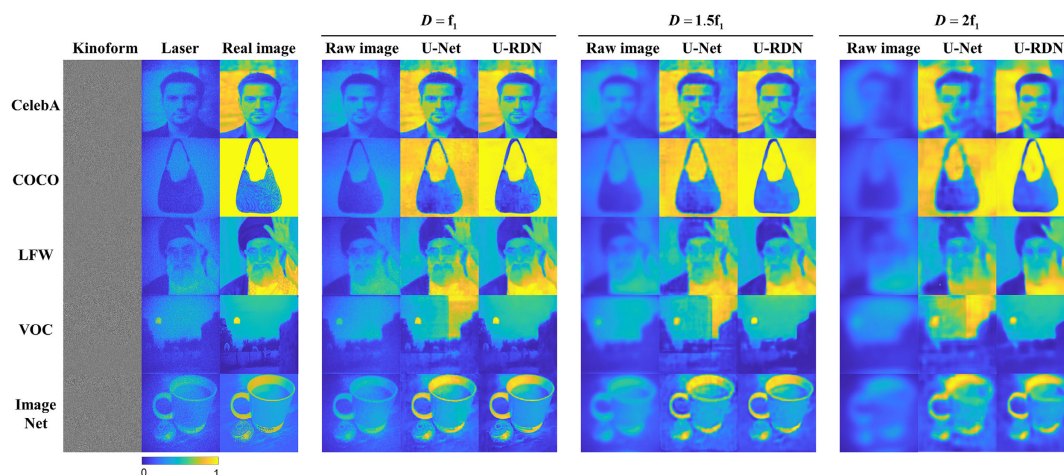 D = f₁ D = 1.5f₁ D = 2f₁
Kinoform Laser Real image Raw image U-Net U-RDN Raw image U-Net U-RDN Raw image U-Net U-RDN
CelebA
COCO
LFW
VOC
Image
Net
0 1